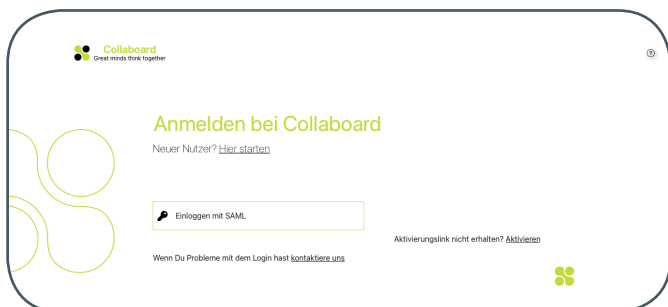 Collaboard
Great minds think together
Anmelden bei Collaboard
Neuer Nutzer? Hier starten
Einloggen mit SAML
Aktivierungslink nicht erhalten? Aktivieren
Wenn Du Probleme mit dem Login hast kontaktiere uns